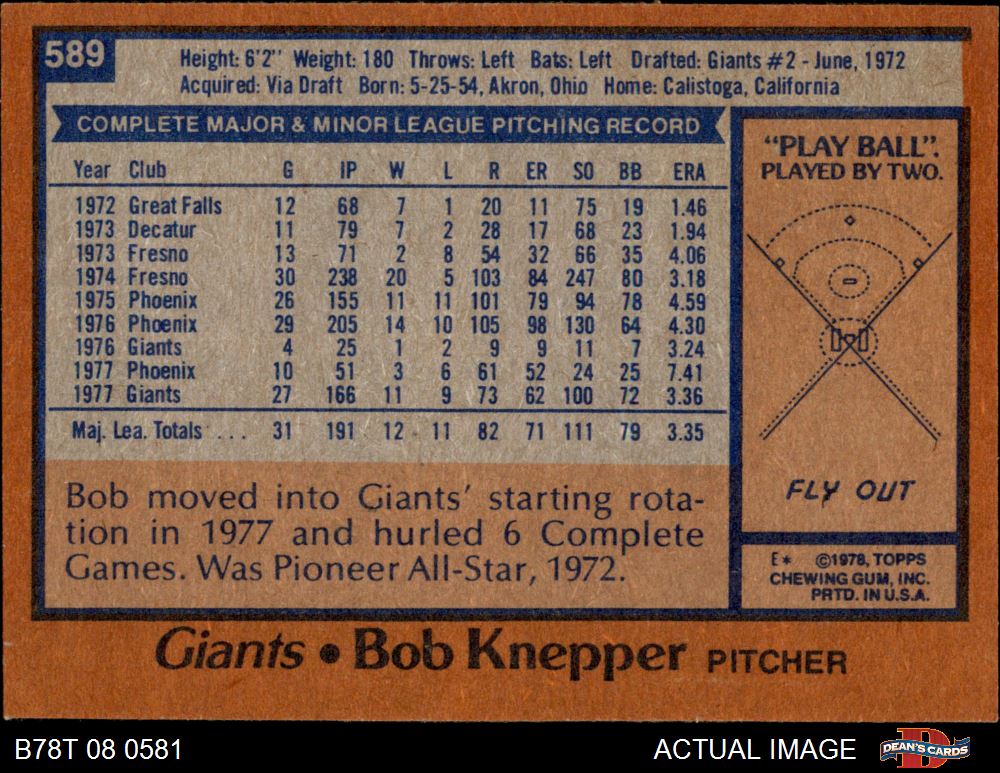 589
Height: 6'2" Weight: 180 Throws: Left Bats: Left Drafted: Giants #2 - June, 1972
Acquired: Via Draft Born: 5-25-54, Akron, Ohio Home: Calistoga, California
COMPLETE MAJOR & MINOR LEAGUE PITCHING RECORD
Year Club G IP W L R ER SO BB ERA
1972 Great Falls 12 68 7 1 20 11 75 19 1.46
1973 Decatur 11 79 7 2 28 17 68 23 1.94
1973 Fresno 13 71 2 8 54 32 66 35 4.06
1974 Fresno 30 238 20 5 103 84 247 80 3.18
1975 Phoenix 26 155 11 11 101 79 94 78 4.59
1976 Phoenix 29 205 14 10 105 98 130 64 4.30
1976 Giants 4 25 1 2 9 9 11 7 3.24
1977 Phoenix 10 51 3 6 61 52 24 25 7.41
1977 Giants 27 166 11 9 73 62 100 72 3.36
Maj. Lea. Totals ... 31 191 12 11 82 71 111 79 3.35
Bob moved into Giants' starting rota-
tion in 1977 and hurled 6 Complete
Games. Was Pioneer All-Star, 1972.
"PLAY BALL".
PLAYED BY TWO.
FLY OUT
E* ©1978, TOPPS
CHEWING GUM, INC.
PRTD. IN U.S.A.
Giants • Bob Knepper PITCHER
B78T 08 0581 ACTUAL IMAGE DEAN'S CARDS